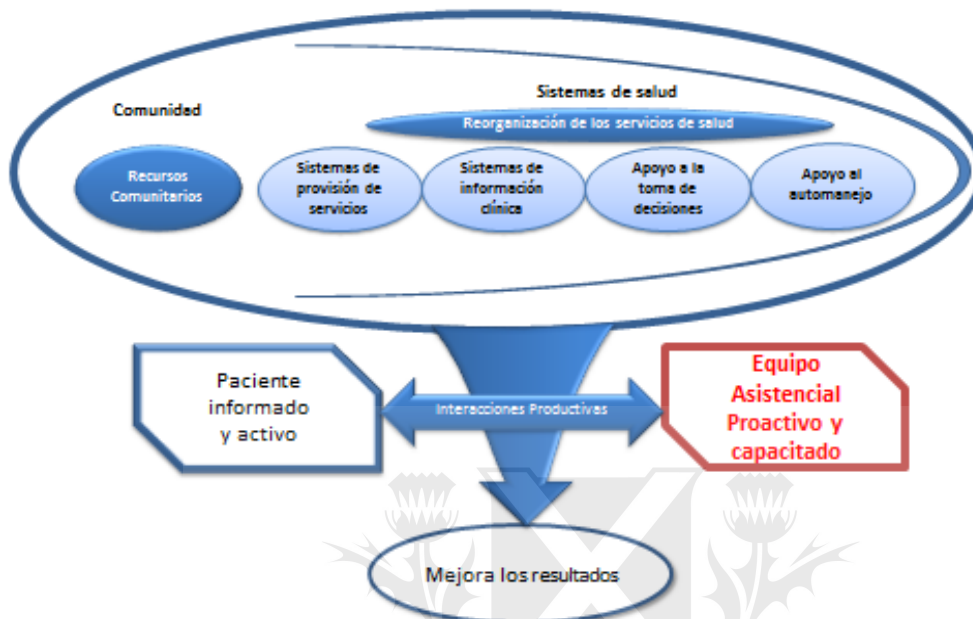 Sistemas de salud
Comunidad
Reorganización de los servicios de salud
Recursos
Comunitarios
Sistemas de
provisión de
servicios
Sistemas de
información
clínica
Apoyo a la
toma de
decisiones
Apoyo al
automanejo
Paciente
informado
y activo
Interacciones Productivas
Equipo
Asistencial
Proactivo y
capacitado
Mejora los resultados